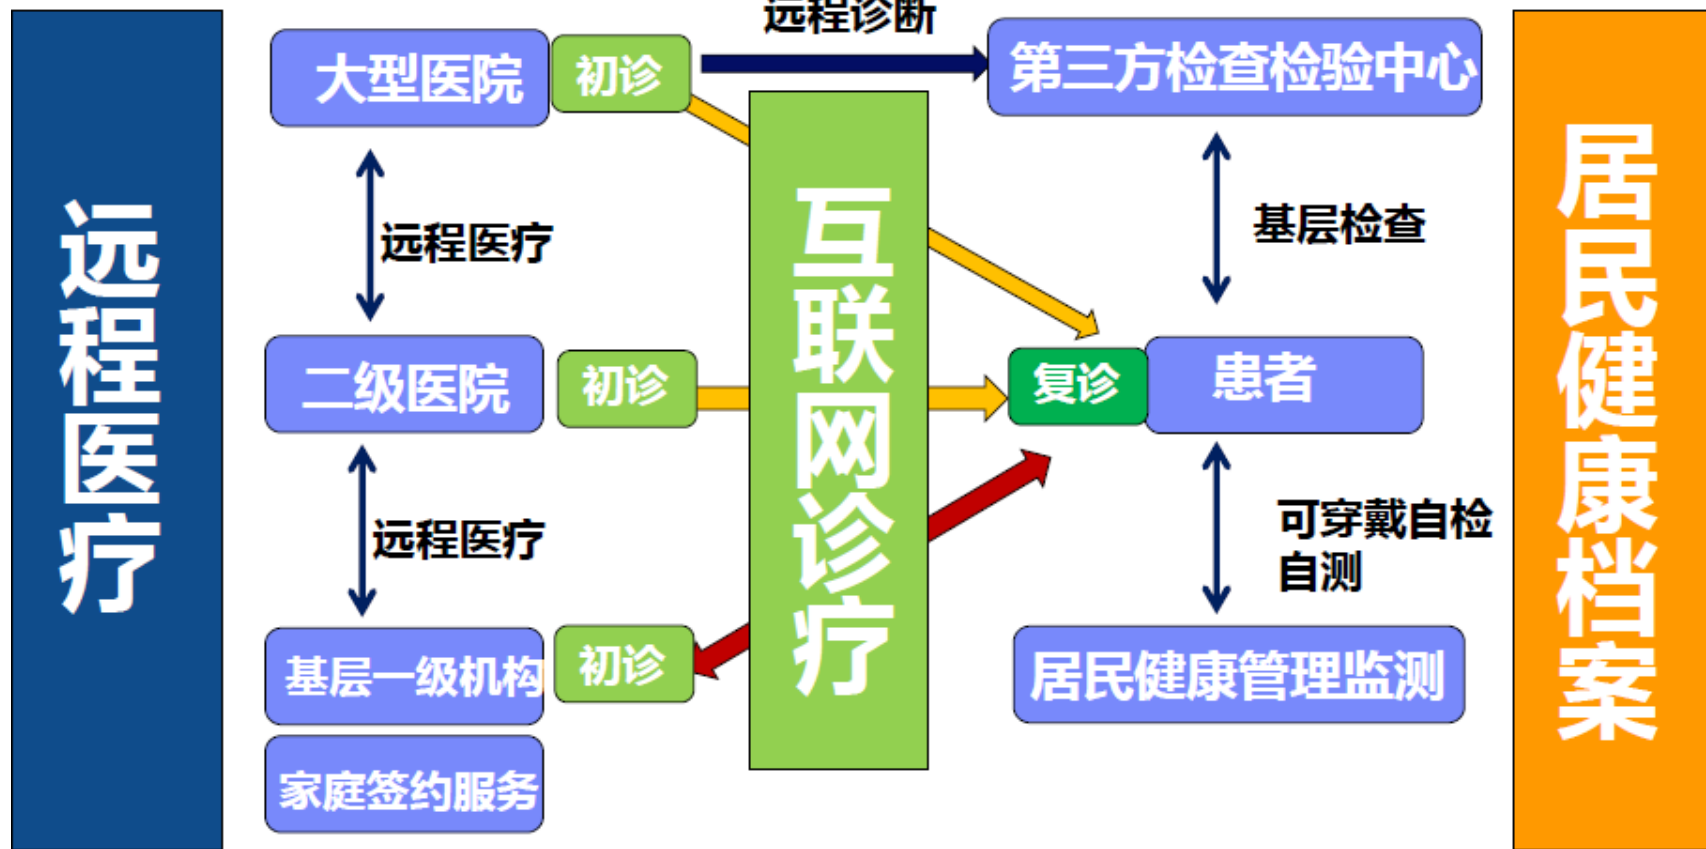 远程诊断
远程医疗
大型医院
初诊
第三方检查检验中心
远程医疗
基层检查
二级医院
初诊
互联网诊疗
复诊
患者
远程医疗
可穿戴自检
自测
基层一级机构
初诊
居民健康管理监测
家庭签约服务
居民健康档案